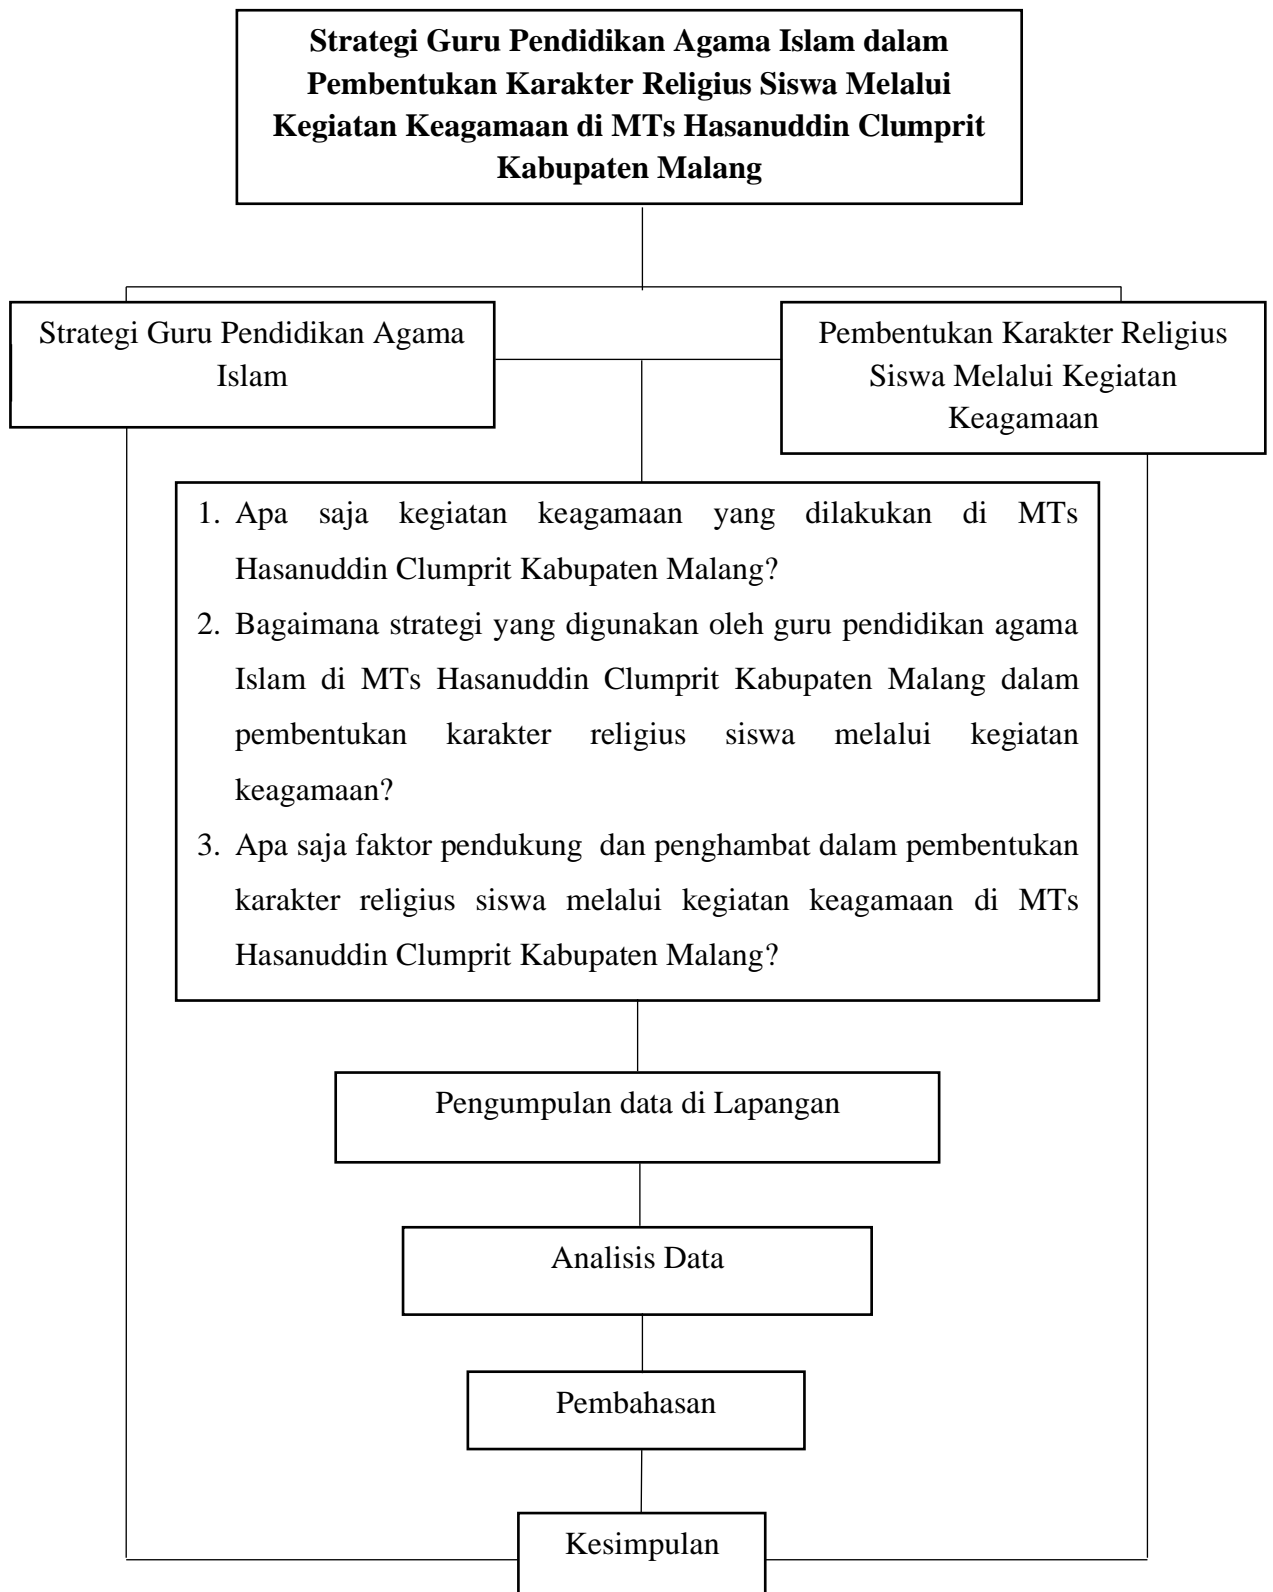 Strategi Guru Pendidikan Agama Islam dalam
Pembentukan Karakter Religius Siswa Melalui
Kegiatan Keagamaan di MTs Hasanuddin Clumprit
Kabupaten Malang
Strategi Guru Pendidikan Agama
Islam
Pembentukan Karakter Religius
Siswa Melalui Kegiatan
Keagamaan
1. Apa saja kegiatan keagamaan yang dilakukan di MTs
Hasanuddin Clumprit Kabupaten Malang?
2. Bagaimana strategi yang digunakan oleh guru pendidikan agama
Islam di MTs Hasanuddin Clumprit Kabupaten Malang dalam
pembentukan karakter religius siswa melalui kegiatan
keagamaan?
3. Apa saja faktor pendukung dan penghambat dalam pembentukan
karakter religius siswa melalui kegiatan keagamaan di MTs
Hasanuddin Clumprit Kabupaten Malang?
Pengumpulan data di Lapangan
Analisis Data
Pembahasan
Kesimpulan